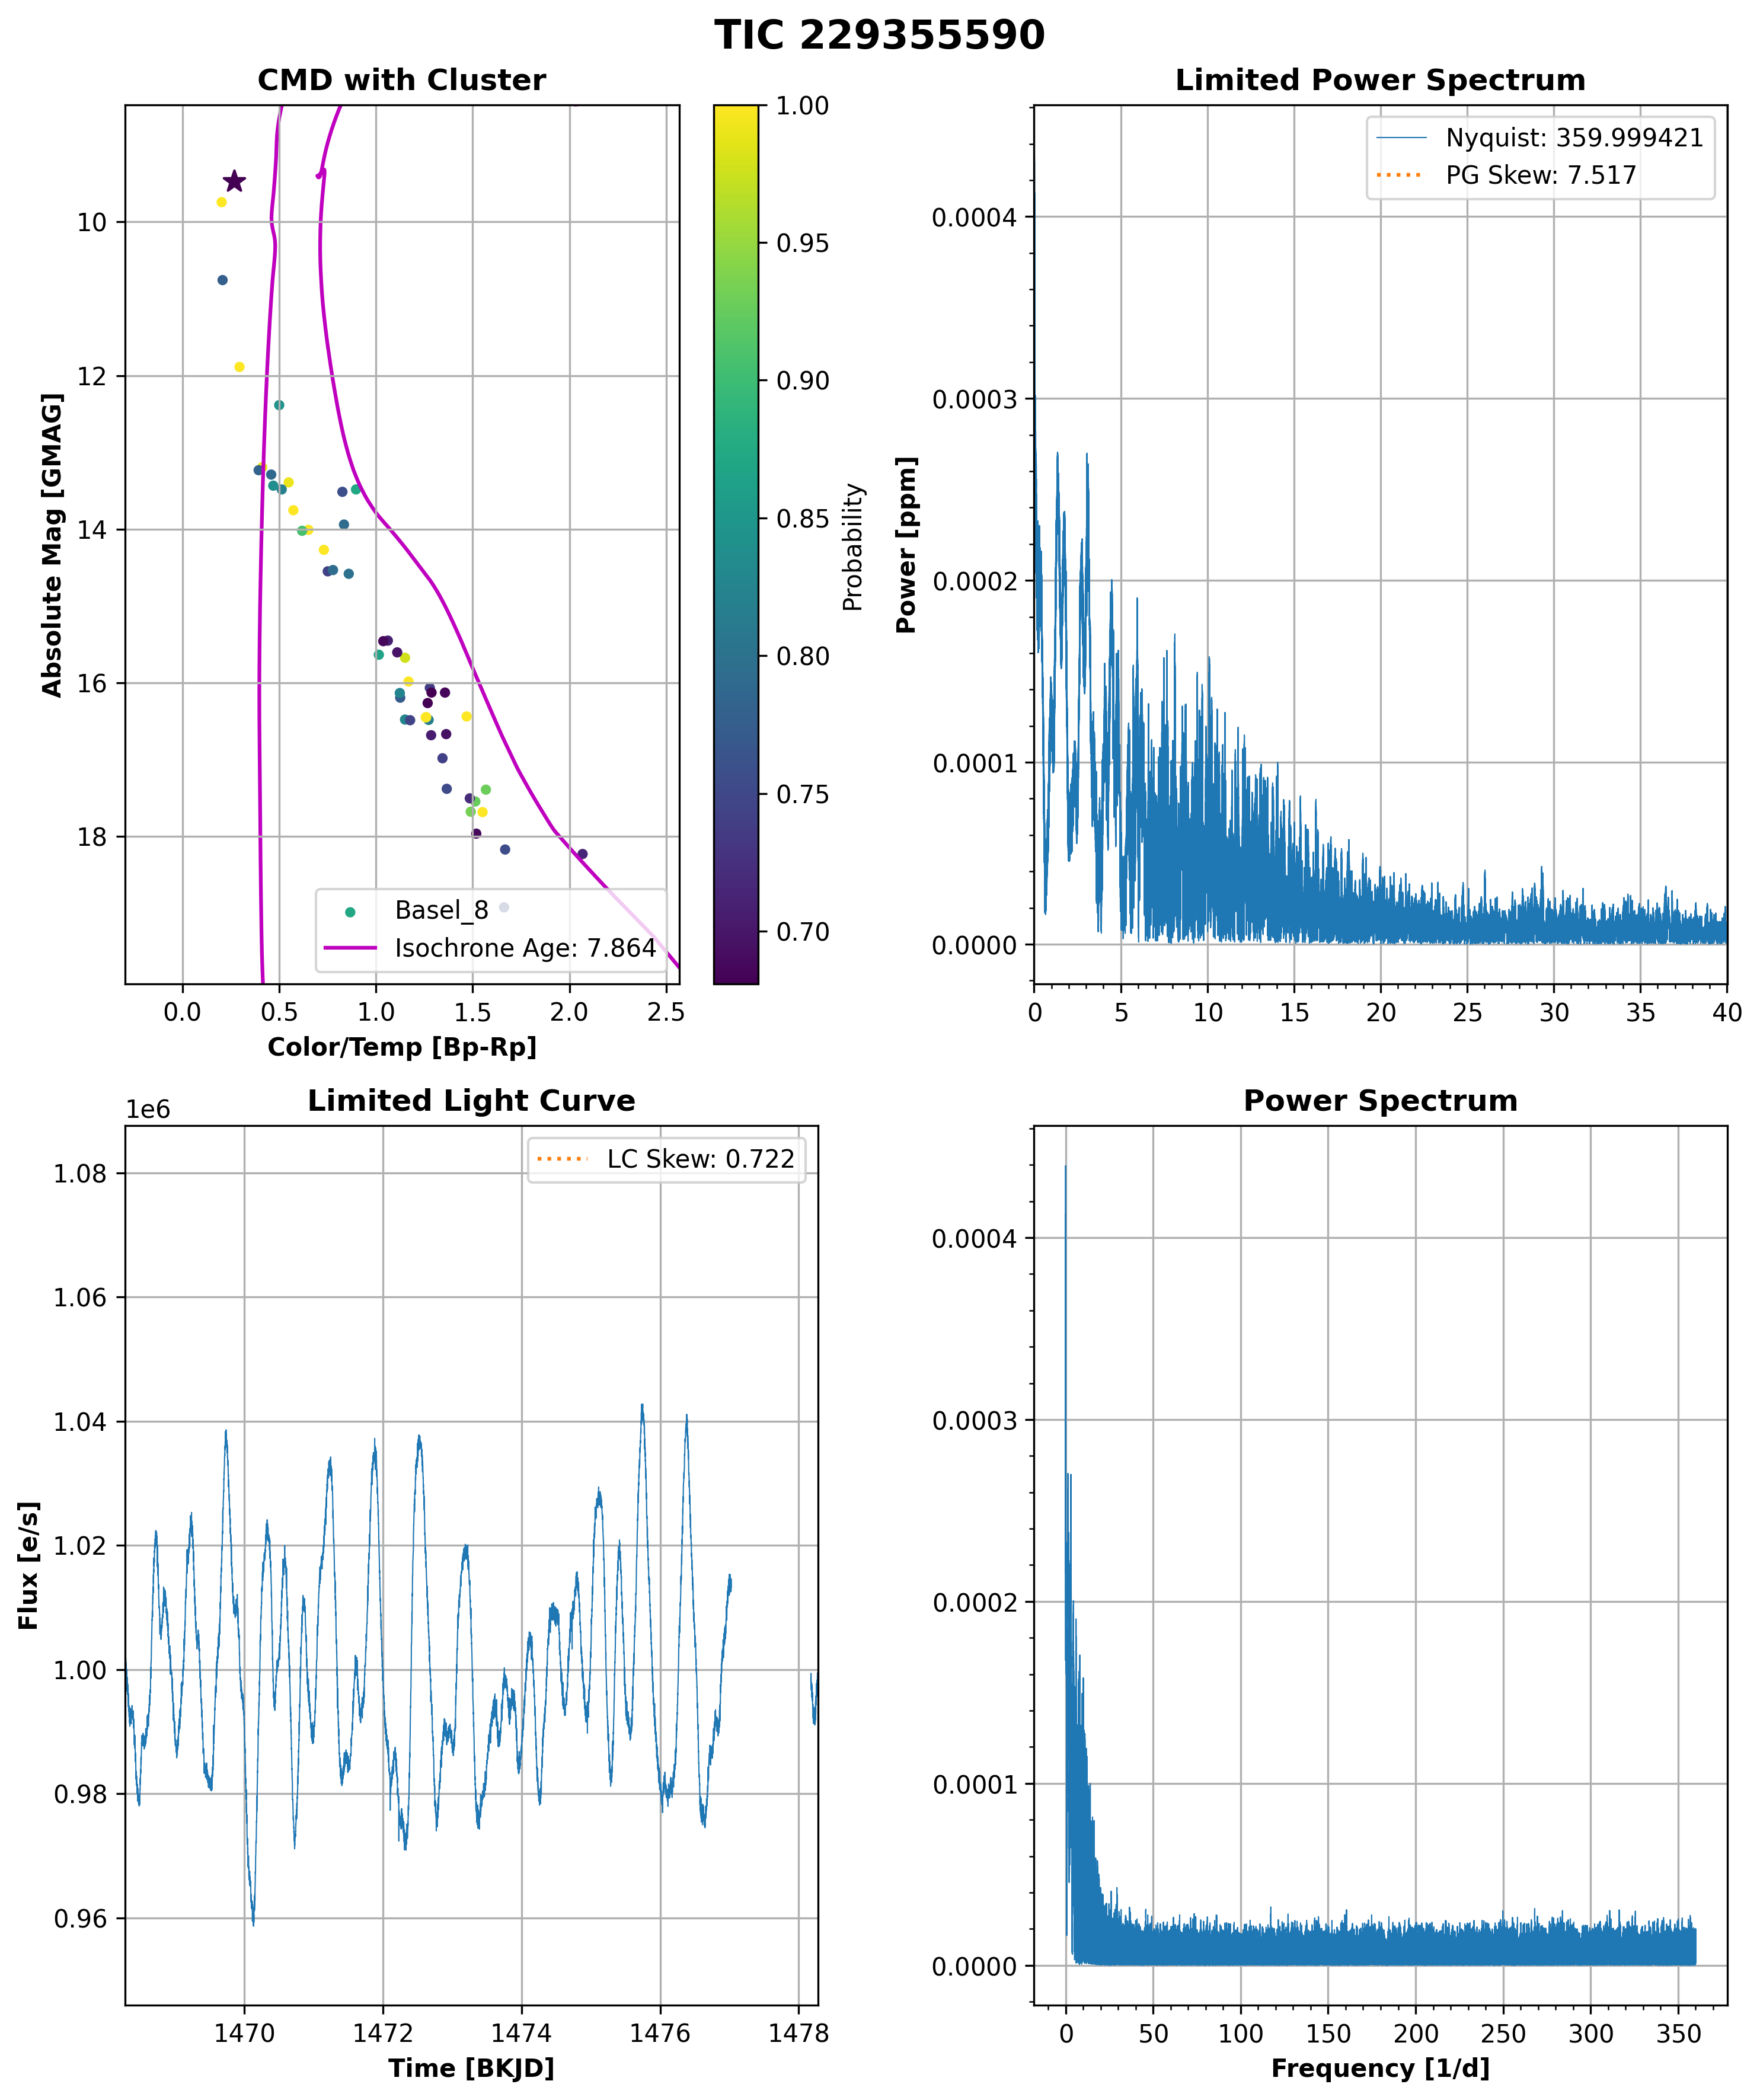 TIC 229355590
CMD with Cluster
Absolute Mag [GMAG]
10
12
14
16
18
0.0 0.5 1.0 1.5 2.0 2.5
Color/Temp [Bp-Rp]
Basel_8
Isochrone Age: 7.864
1.00
0.95
0.90
0.85
0.80
0.75
0.70
Probability
Limited Power Spectrum
Nyquist: 359.999421
PG Skew: 7.517
Power [ppm]
0.0004
0.0003
0.0002
0.0001
0.0000
0 5 10 15 20 25 30 35 40
Limited Light Curve
1e6
LC Skew: 0.722
Flux [e/s]
1.08
1.06
1.04
1.02
1.00
0.98
0.96
1470 1472 1474 1476 1478
Time [BKJD]
Power Spectrum
0.0004
0.0003
0.0002
0.0001
0.0000
0 50 100 150 200 250 300 350
Frequency [1/d]